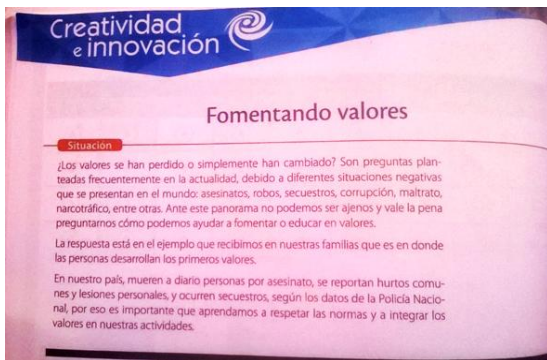 Creatividad
e innovación
Fomentando valores
Situación
¿Los valores se han perdido o simplemente han cambiado? Son preguntas plan-
teadas frecuentemente en la actualidad, debido a diferentes situaciones negativas
que se presentan en el mundo: asesinatos, robos, secuestros, corrupción, maltrato,
narcotráfico, entre otras. Ante este panorama no podemos ser ajenos y vale la pena
preguntarnos cómo podemos ayudar a fomentar o educar en valores.
La respuesta está en el ejemplo que recibimos en nuestras familias que es en donde
las personas desarrollan los primeros valores.
En nuestro país, mueren a diario personas por asesinato, se reportan hurtos comu-
nes y lesiones personales, y ocurren secuestros, según los datos de la Policía Nacio-
nal, por eso es importante que aprendamos a respetar las normas y a integrar los
valores en nuestras actividades.